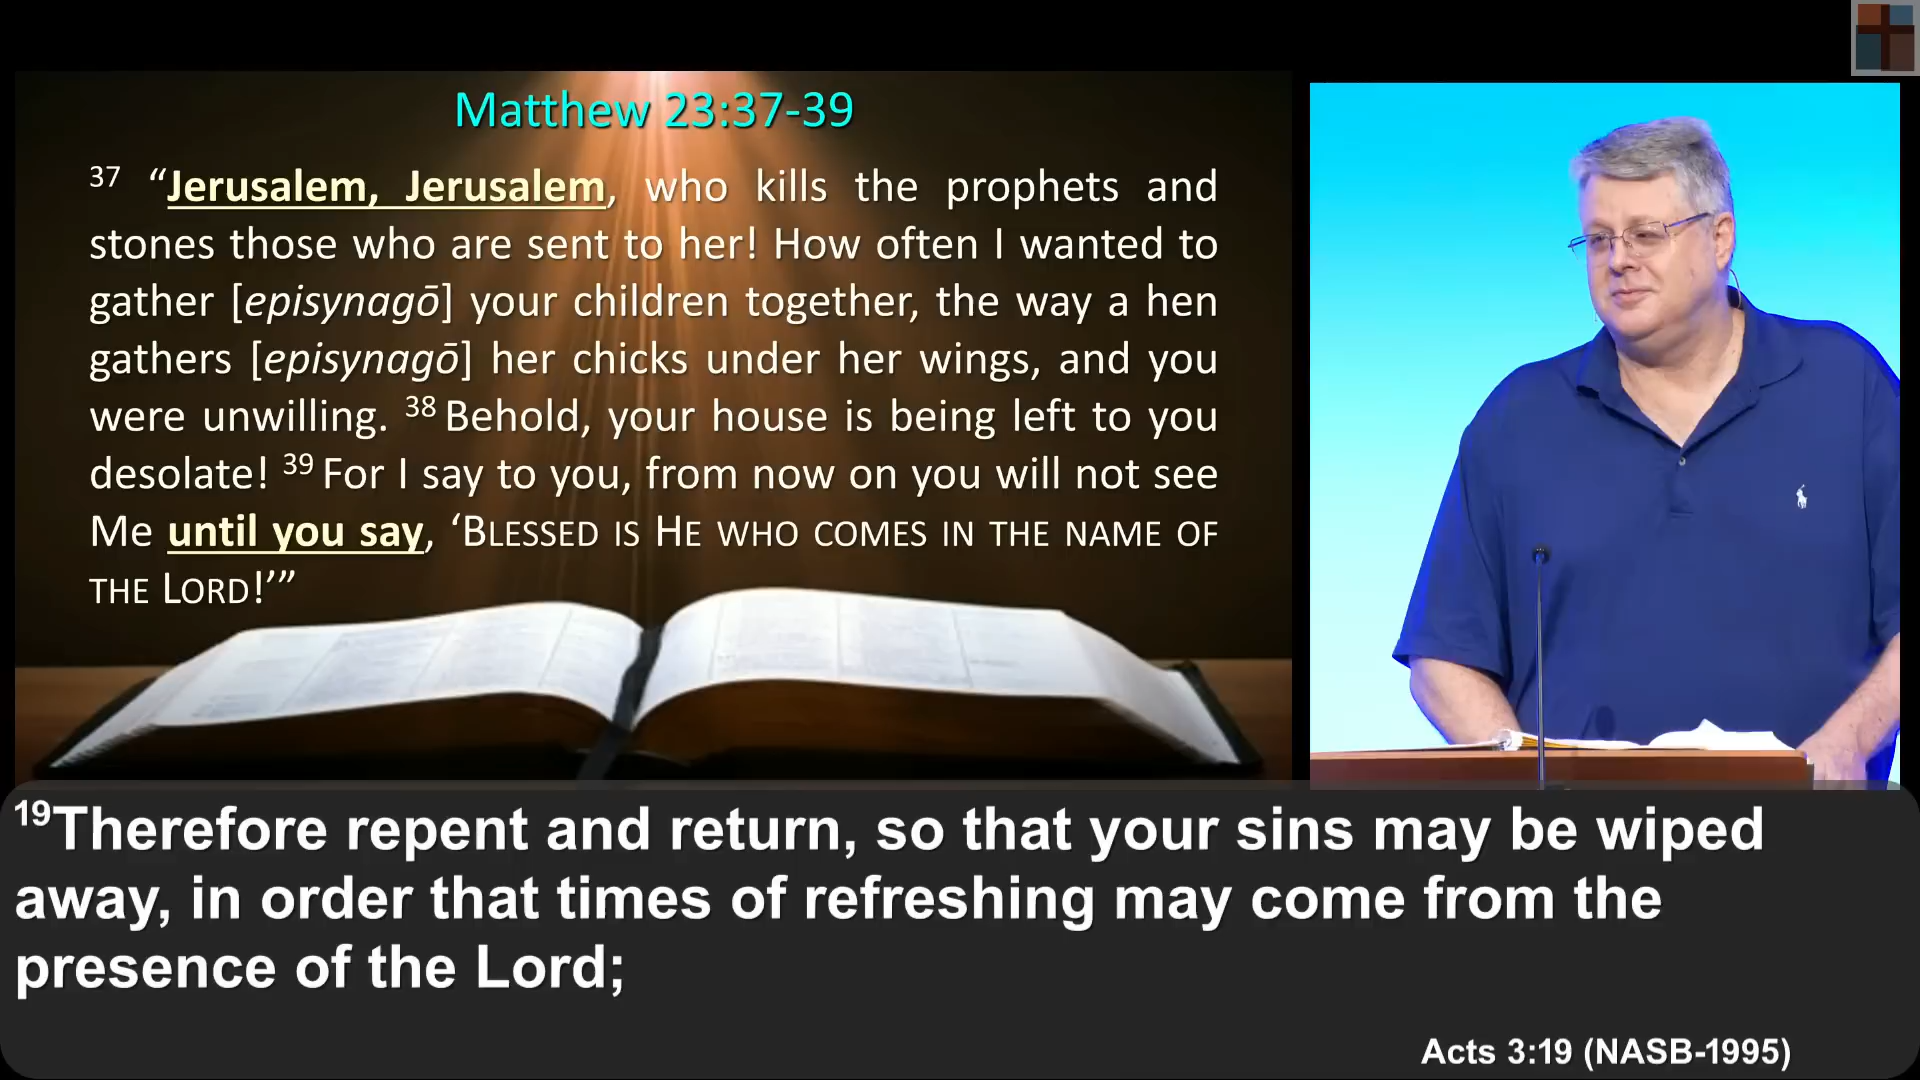 Matthew 23:37-39
37 “Jerusalem, Jerusalem, who kills the prophets and
stones those who are sent to her! How often I wanted to
gather [episynagō] your children together, the way a hen
gathers [episynagō] her chicks under her wings, and you
were unwilling. 38 Behold, your house is being left to you
desolate! 39 For I say to you, from now on you will not see
Me until you say, ‘BLESSED IS HE WHO COMES IN THE NAME OF
THE LORD!’”
19Therefore repent and return, so that your sins may be wiped
away, in order that times of refreshing may come from the
presence of the Lord;
Acts 3:19 (NASB-1995)